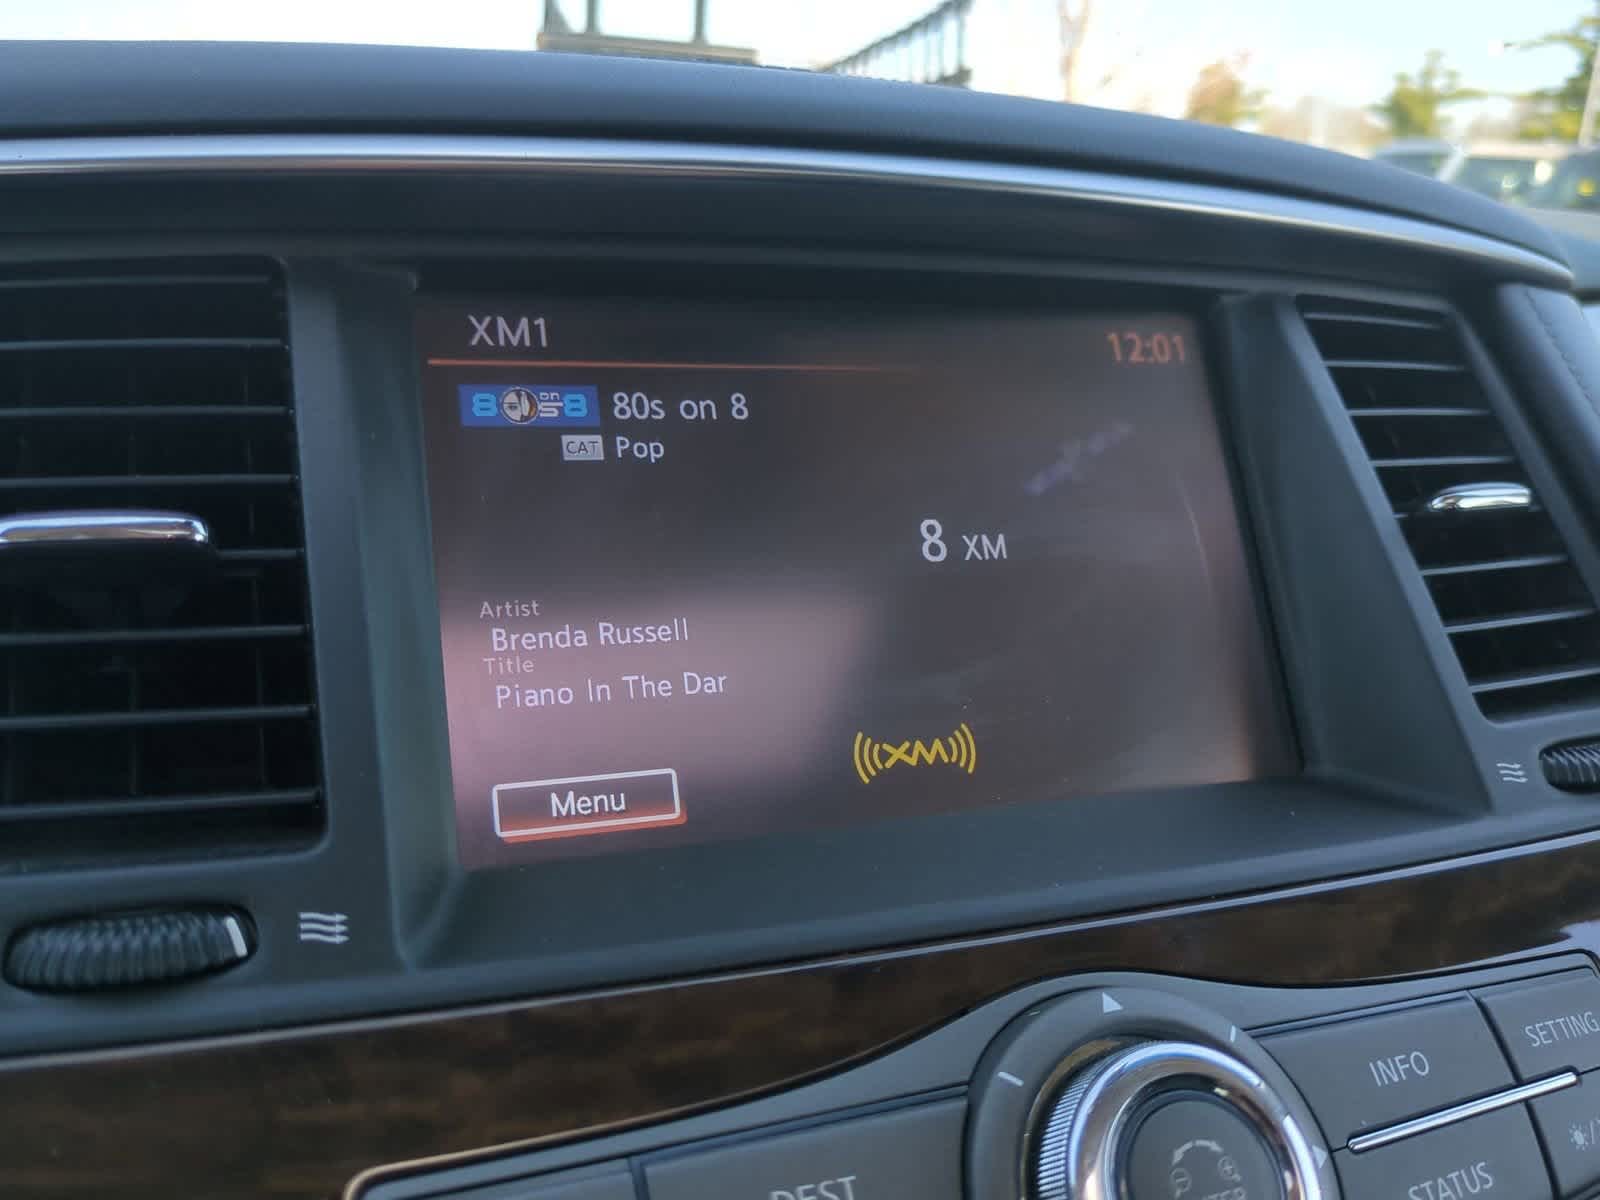 XM1
12:01
80s on 8
80s on 8
CAT Pop
8 XM
Artist
Brenda Russell
Title
Piano In The Dar
XM
Menu
INFO
SETTING
DEST
STATUS